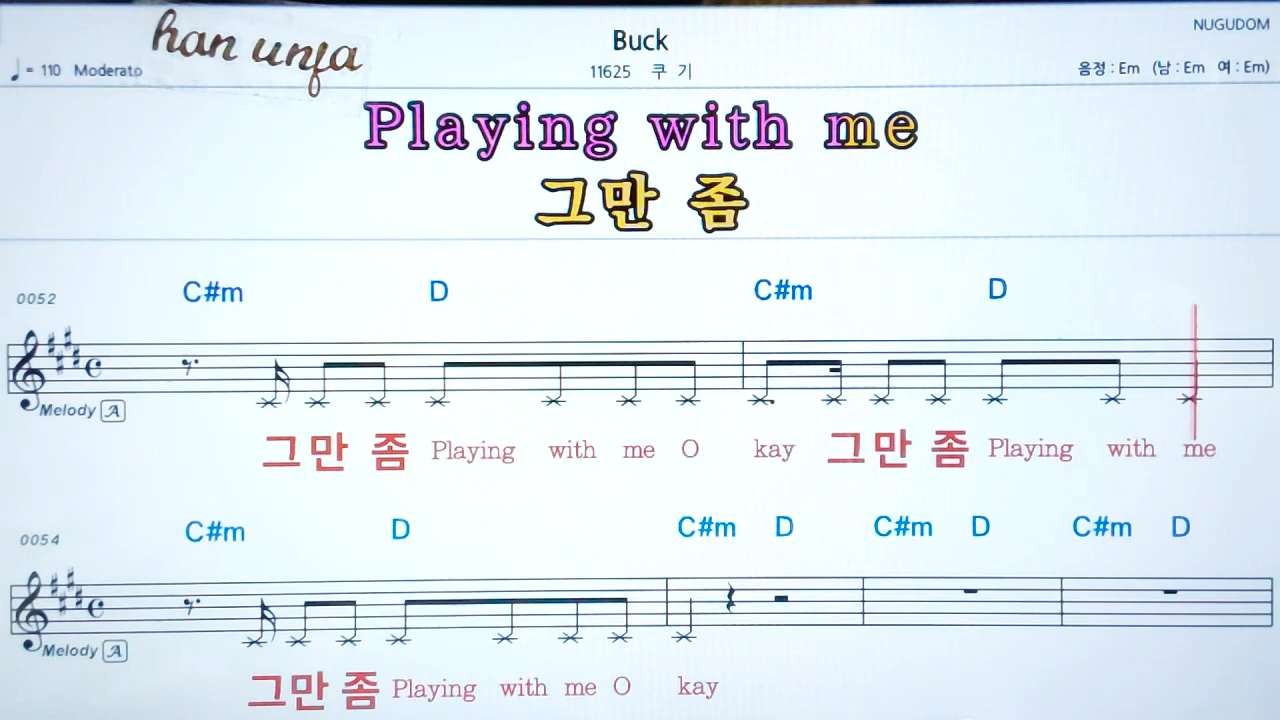 han unfa
Buck
NUGUDOM
♩= 110 Moderato
11625 쿠 기
음정 : Em (남 : Em 여 : Em)
Playing with me
그만 좀
0052
C#m D C#m D
Melody A
그만 좀 Playing with me O kay 그만 좀 Playing with me
0054
C#m D C#m D C#m D C#m D
Melody A
그만 좀 Playing with me O kay